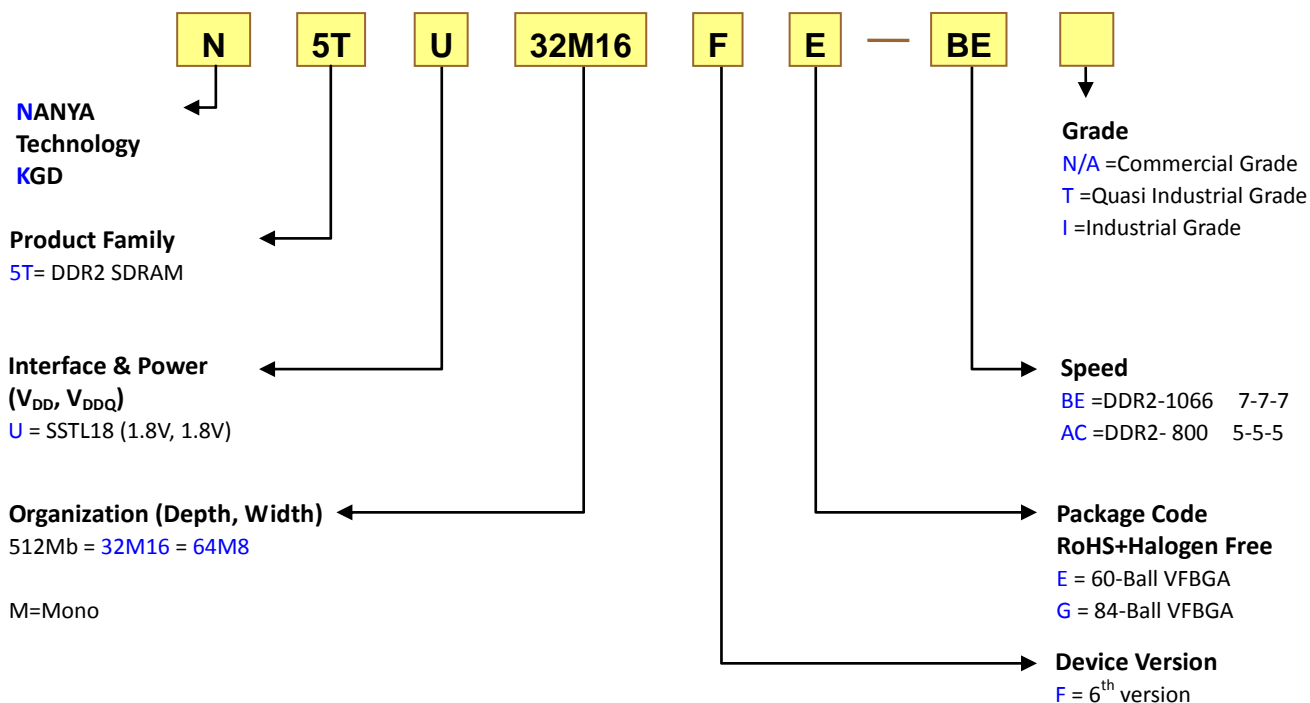 N 5T U 32M16 F E — BE
NANYA
Technology
KGD
Product Family
5T= DDR2 SDRAM
Interface & Power
(VDD, VDDQ)
U = SSTL18 (1.8V, 1.8V)
Organization (Depth, Width)
512Mb = 32M16 = 64M8
M=Mono
Grade
N/A =Commercial Grade
T =Quasi Industrial Grade
I =Industrial Grade
Speed
BE =DDR2-1066 7-7-7
AC =DDR2- 800 5-5-5
Package Code
RoHS+Halogen Free
E = 60-Ball VFBGA
G = 84-Ball VFBGA
Device Version
F = 6th version